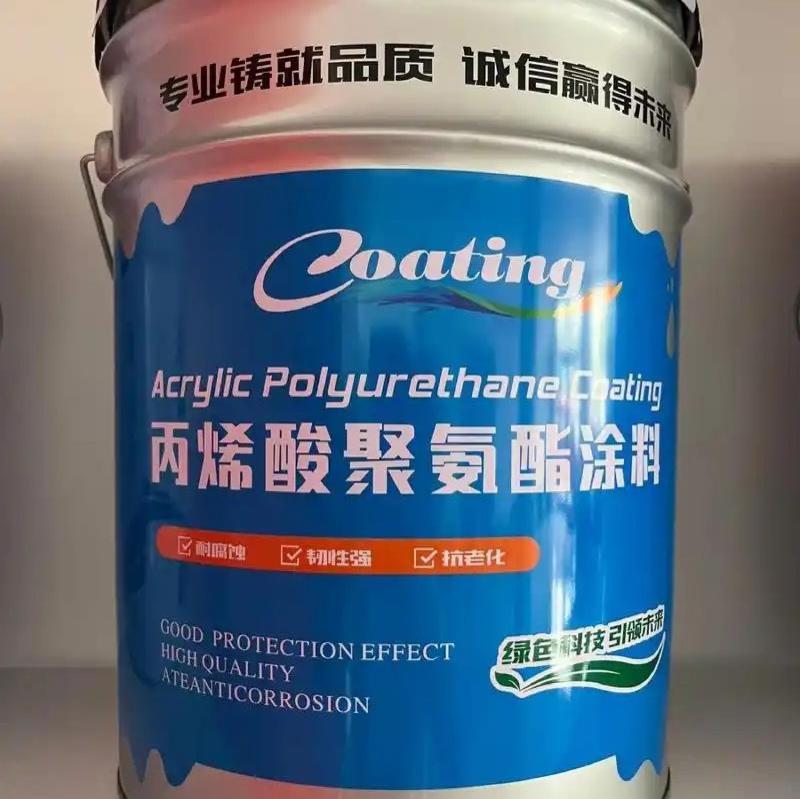 专业铸就品质 诚信赢得未来
Coating
Acrylic Polyurethane Coating
丙烯酸聚氨酯涂料
耐腐蚀 韧性强 抗老化
GOOD PROTECTION EFFECT
HIGH QUALITY
ATEANTICORROSION
绿色科技 引领未来